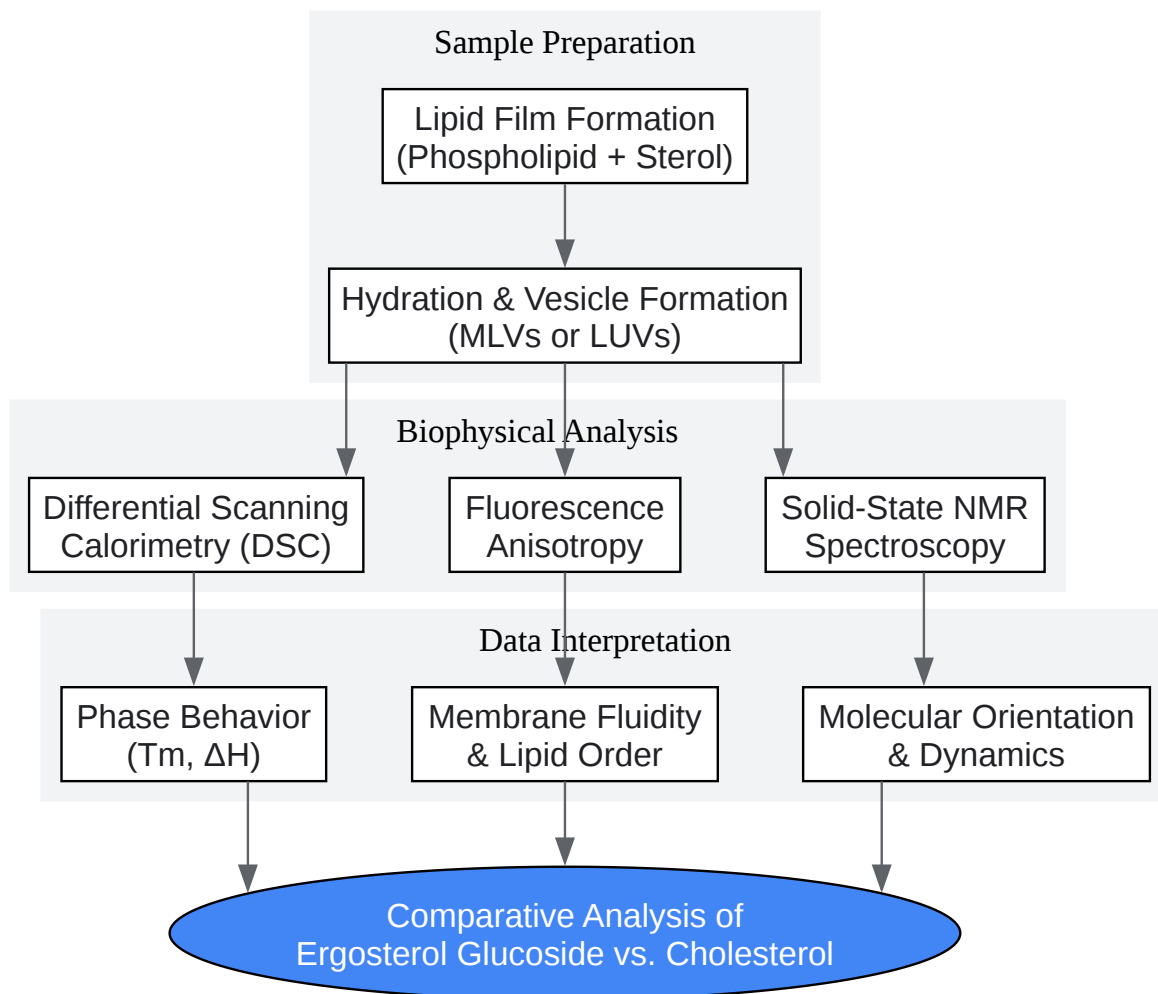 Sample Preparation
Lipid Film Formation
(Phospholipid + Sterol)
Hydration & Vesicle Formation
(MLVs or LUVs)
Biophysical Analysis
Differential Scanning
Calorimetry (DSC)
Fluorescence
Anisotropy
Solid-State NMR
Spectroscopy
Data Interpretation
Phase Behavior
(Tm, ΔH)
Membrane Fluidity
& Lipid Order
Molecular Orientation
& Dynamics
Comparative Analysis of
Ergosterol Glucoside vs. Cholesterol